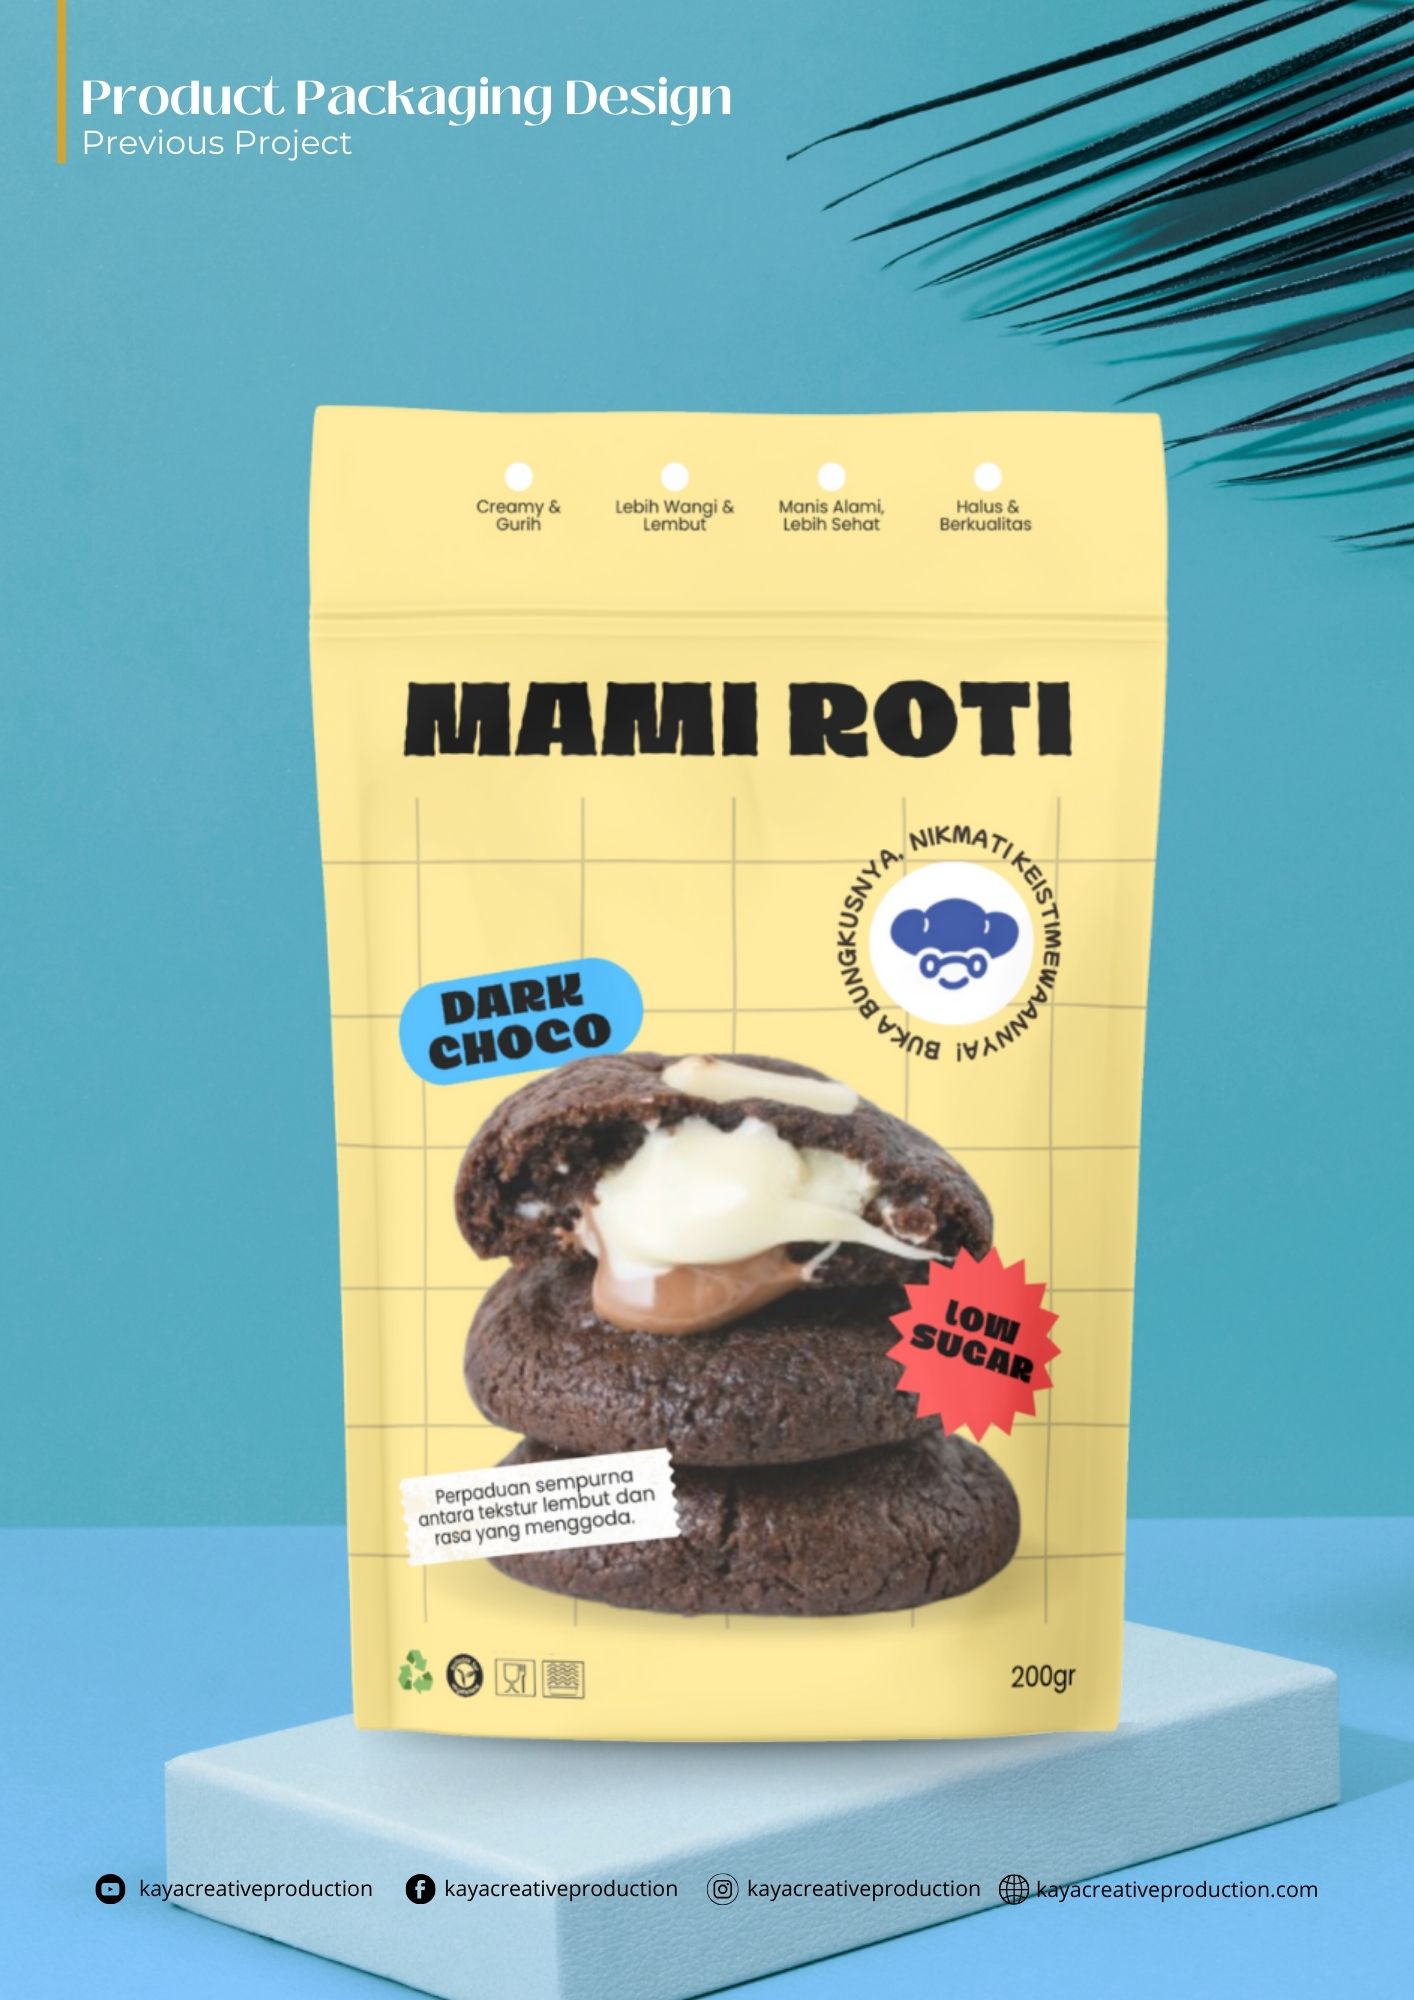 Product Packaging Design
Previous Project
Creamy &
Gurih
Lebih Wangi &
Lembut
Manis Alami,
Lebih Sehat
Halus &
Berkualitas
MAMI ROTI
BUKA BUNGKUSNYA, NIKMATI KEISTIMEWAANNYA!
DARK
CHOCO
LOW
SUGAR
Perpaduan sempurna
antara tekstur lembut dan
rasa yang menggoda.
200gr
kayacreativeproduction
kayacreativeproduction
kayacreativeproduction
kayacreativeproduction.com